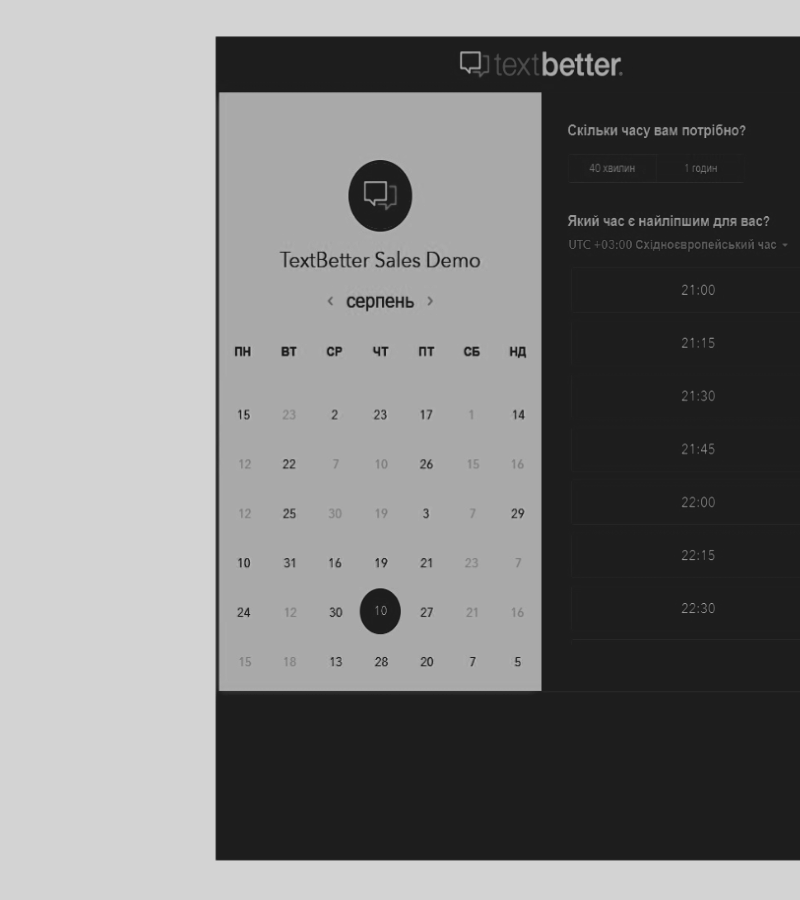 textbetter.
TextBetter Sales Demo
‹ серпень ›
ПН ВТ СР ЧТ ПТ СБ НД
15 23 2 23 17 1 14
12 22 7 10 26 15 16
12 25 30 19 3 7 29
10 31 16 19 21 23 7
24 12 30 10 27 21 16
15 18 13 28 20 7 5
Скільки часу вам потрібно?
40 хвилин 1 годин
Який час є найліпшим для вас?
UTC +03:00 Східноєвропейський час
21:00
21:15
21:30
21:45
22:00
22:15
22:30